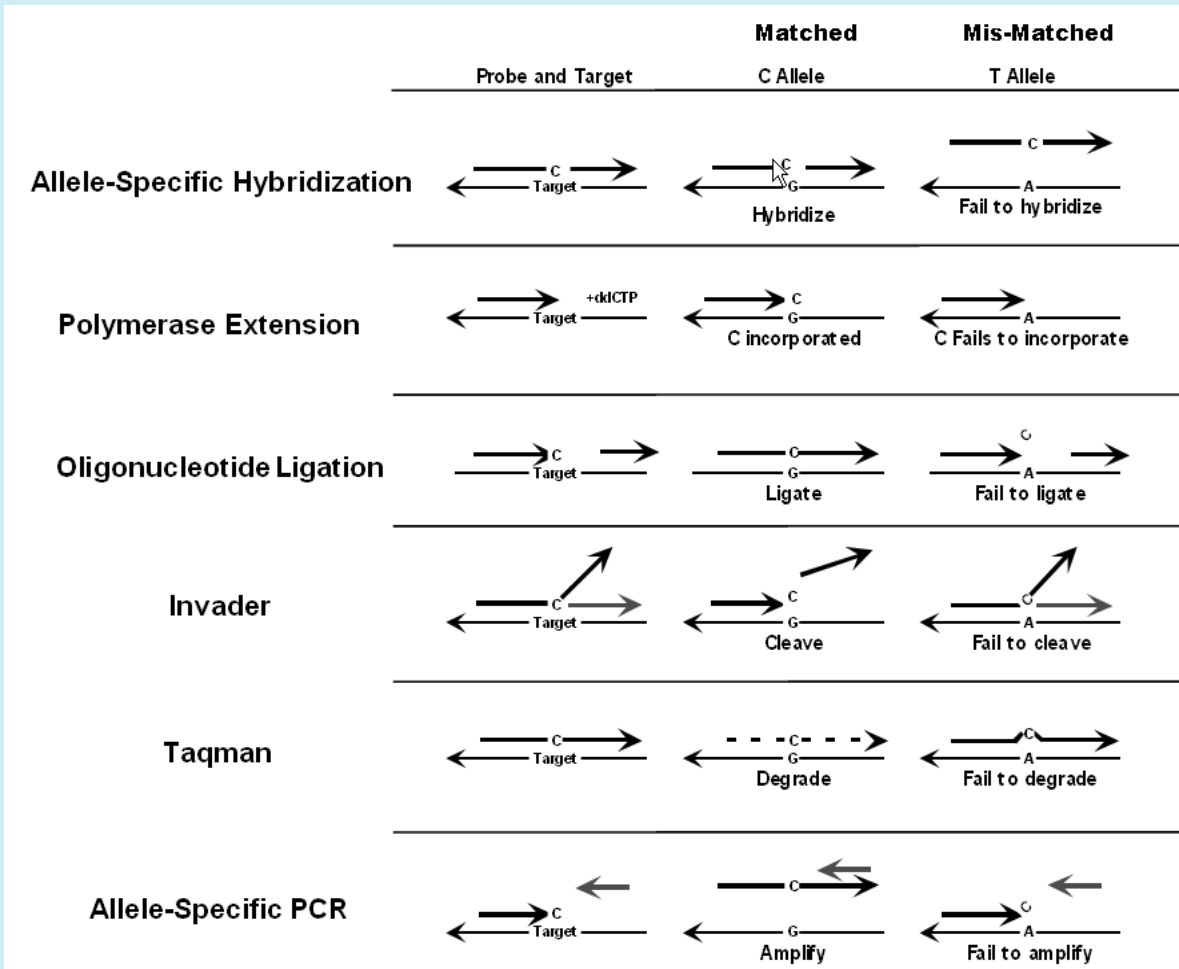 Matched Mis-Matched
Probe and Target C Allele T Allele
C
Allele-Specific Hybridization C C
Target G A
Hybridize Fail to hybridize
+ddCTP C
Polymerase Extension Target G A
C incorporated C Fails to incorporate
C
Oligonucleotide Ligation C C
Target G A
Ligate Fail to ligate
Invader C C C
Target G A
Cleave Fail to cleave
C C C
Taqman Target G A
Degrade Fail to degrade
C
Allele-Specific PCR C C
Target G A
Amplify Fail to amplify